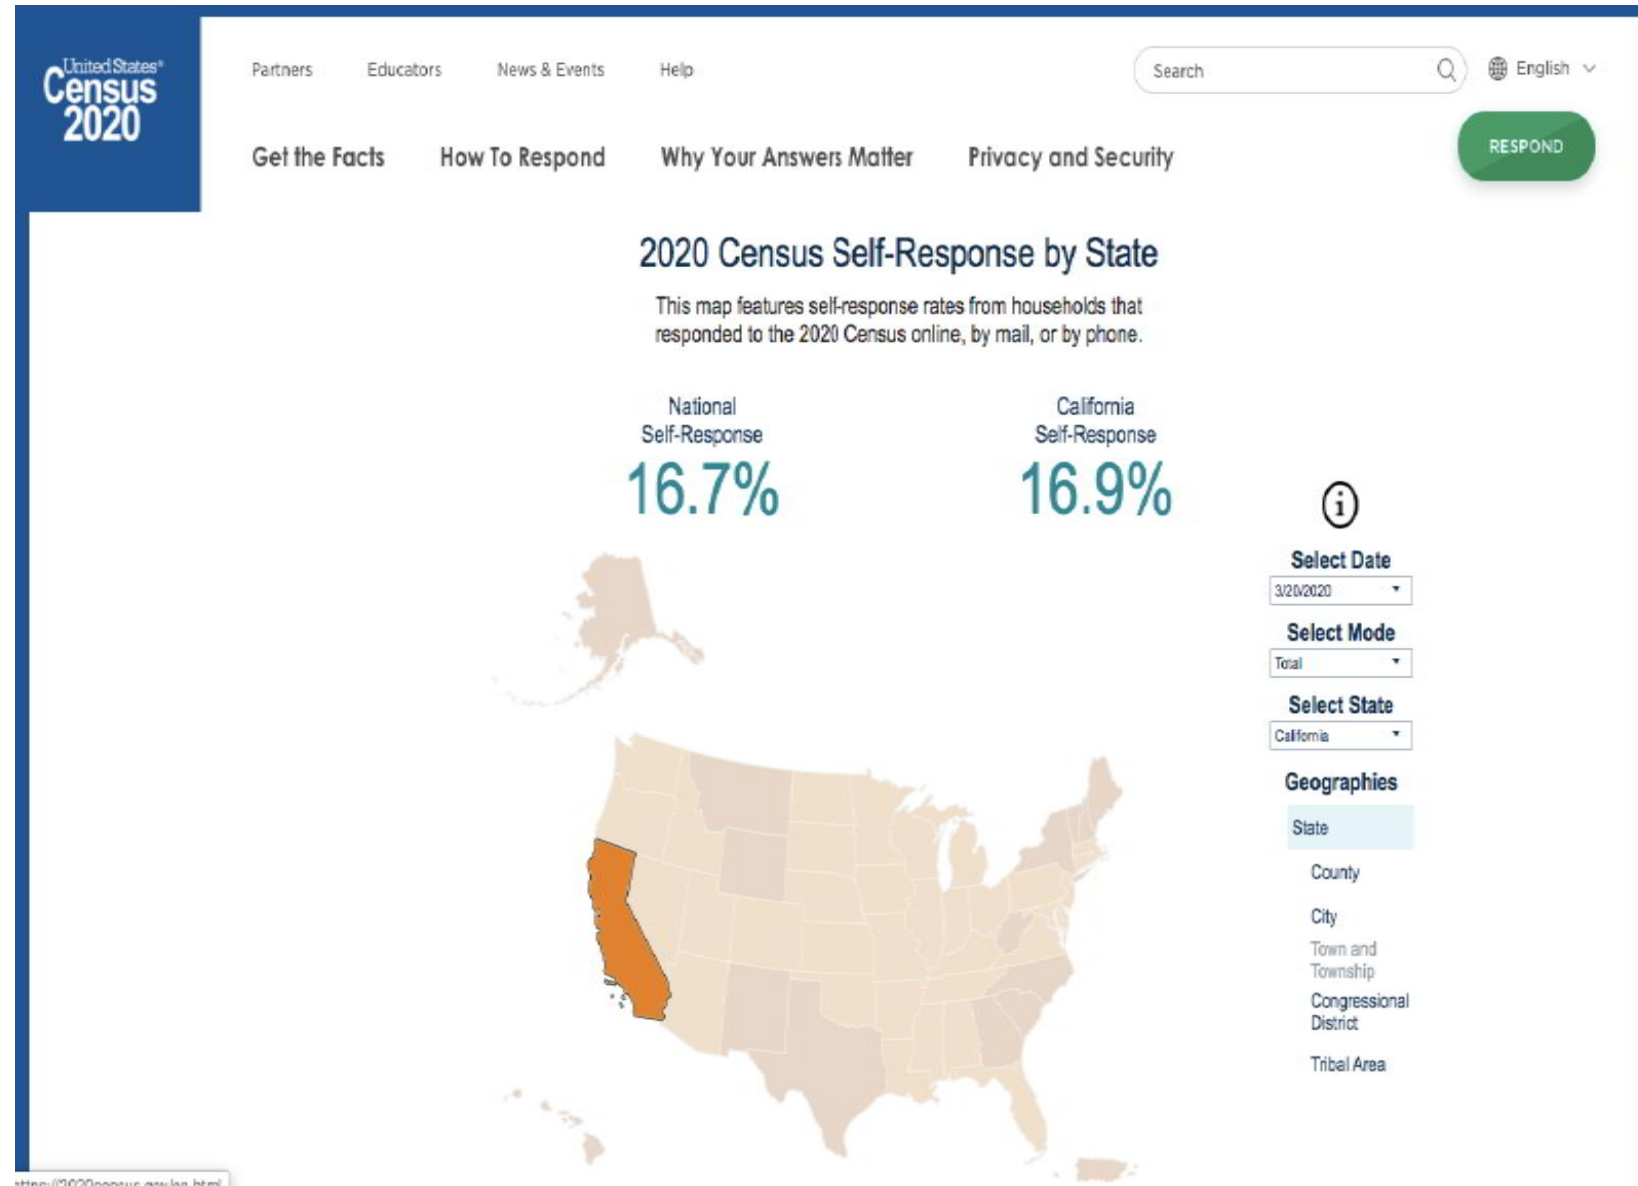 United States®
Census
2020
Partners
Educators
News & Events
Help
Search
English
Get the Facts
How To Respond
Why Your Answers Matter
Privacy and Security
RESPOND
2020 Census Self-Response by State
This map features self-response rates from households that
responded to the 2020 Census online, by mail, or by phone.
National
Self-Response
16.7%
California
Self-Response
16.9%
Select Date
3/20/2020
Select Mode
Total
Select State
California
Geographies
State
County
City
Town and
Township
Congressional
District
Tribal Area